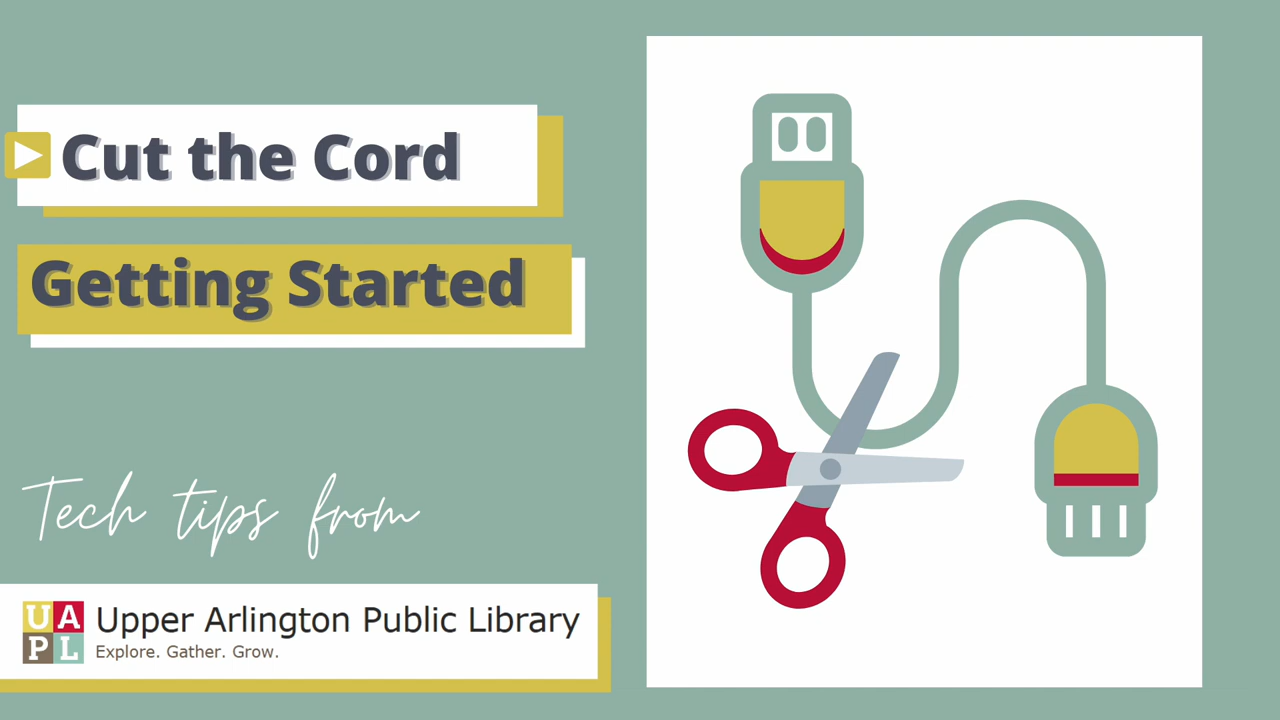 Cut the Cord
Getting Started
Tech tips from
UA
PL
Upper Arlington Public Library
Explore. Gather. Grow.